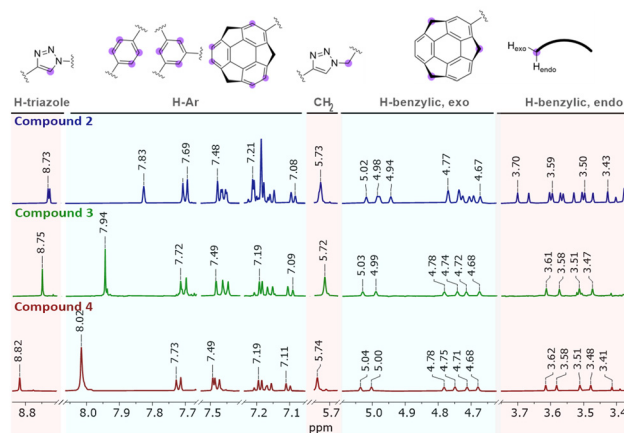 N=N
N
H exo
H endo
N=N
N
H-triazole H-Ar CH2 H-benzylic, exo H-benzylic, endo
Compound 2
8.73 7.83 7.69 7.48 7.21 7.08 5.73 5.02 4.98 4.94 4.77 4.67 3.70 3.59 3.50 3.43
Compound 3
8.75 7.94 7.72 7.49 7.19 7.09 5.72 5.03 4.99 4.78 4.74 4.72 4.68 3.61 3.58 3.51 3.47
Compound 4
8.82 8.02 7.73 7.49 7.19 7.11 5.74 5.04 5.00 4.78 4.75 4.71 4.68 3.62 3.58 3.51 3.48 3.41
8.8 8.0 7.9 7.8 7.7 7.5 7.2 7.1 5.7 5.0 4.9 4.8 4.7 3.7 3.6 3.5 3.4
ppm